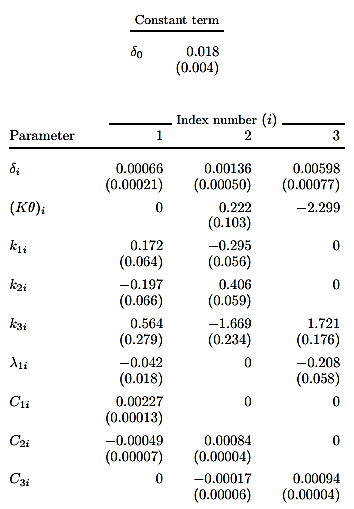 Constant term
δ0 0.018
(0.004)
Index number (i)
Parameter 1 2 3
δi 0.00066 0.00136 0.00598
(0.00021) (0.00050) (0.00077)
(Kθ)i 0 0.222 −2.299
(0.103)
k1i 0.172 −0.295 0
(0.064) (0.056)
k2i −0.197 0.406 0
(0.066) (0.059)
k3i 0.564 −1.669 1.721
(0.279) (0.234) (0.176)
λ1i −0.042 0 −0.208
(0.018) (0.058)
C1i 0.00227 0 0
(0.00013)
C2i −0.00049 0.00084 0
(0.00007) (0.00004)
C3i 0 −0.00017 0.00094
(0.00006) (0.00004)